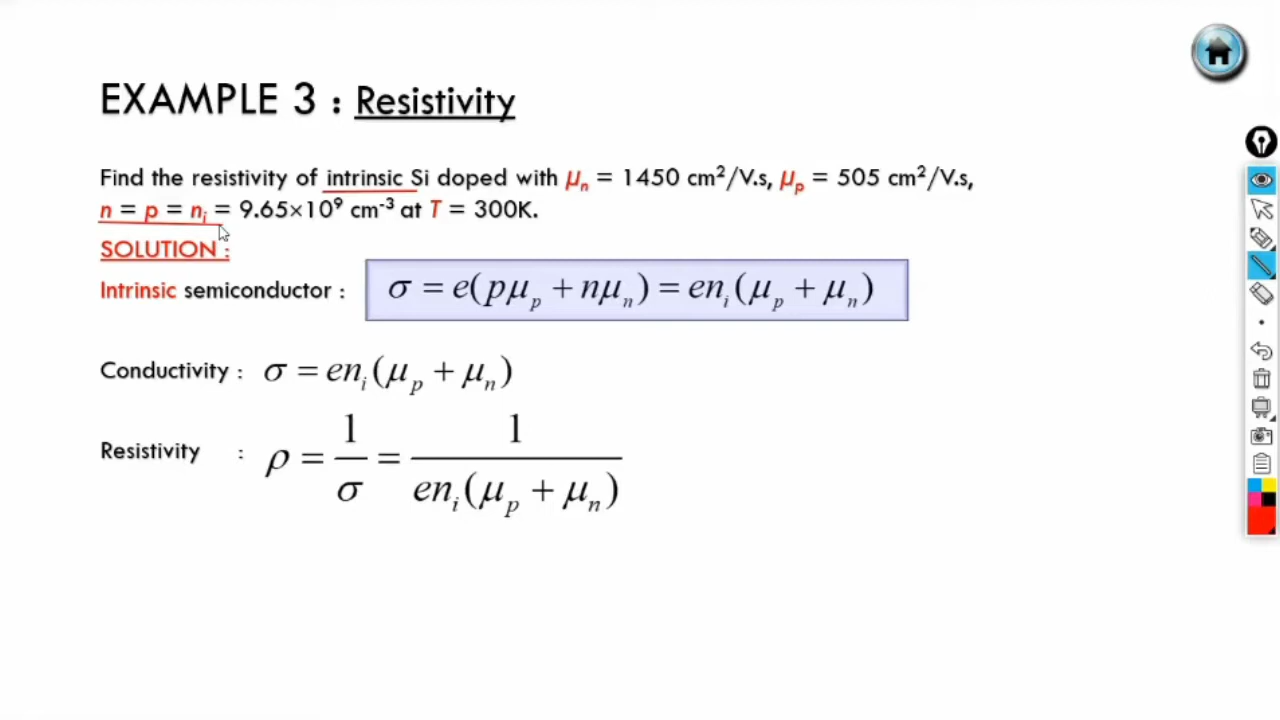 EXAMPLE 3 : Resistivity
Find the resistivity of intrinsic Si doped with μₙ = 1450 cm²/V.s, μₚ = 505 cm²/V.s,
n = p = nᵢ = 9.65×10⁹ cm⁻³ at T = 300K.
SOLUTION :
Intrinsic semiconductor : σ = e(pμₚ + nμₙ) = enᵢ(μₚ + μₙ)
Conductivity : σ = enᵢ(μₚ + μₙ)
Resistivity : ρ = 1/σ = 1/enᵢ(μₚ + μₙ)